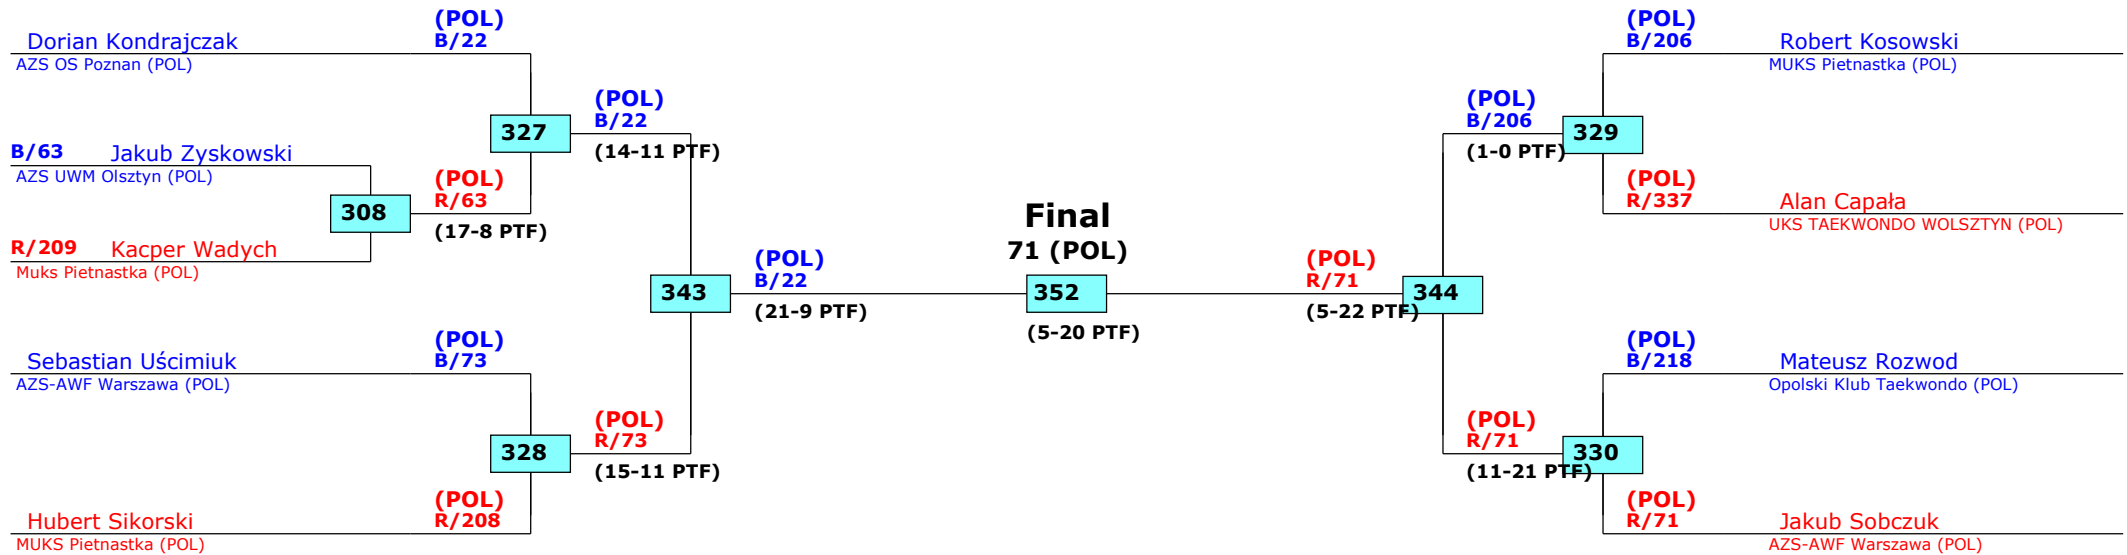 (POL)
B/22
Dorian Kondrajczak
AZS OS Poznan (POL)
327
(POL)
B/22
(14-11 PTF)
B/63 Jakub Zyskowski
AZS UWM Olsztyn (POL)
308
(POL)
R/63
(17-8 PTF)
R/209 Kacper Wadych
Muks Pietnastka (POL)
343
(POL)
B/22
(21-9 PTF)
(POL)
B/73
Sebastian Uścimiuk
AZS-AWF Warszawa (POL)
328
(POL)
R/73
(15-11 PTF)
(POL)
R/208
Hubert Sikorski
MUKS Pietnastka (POL)
Final
71 (POL)
352
(5-20 PTF)
(POL)
R/71
(5-22 PTF)
344
(POL)
B/206
(1-0 PTF)
329
(POL)
B/206
Robert Kosowski
MUKS Pietnastka (POL)
(POL)
R/337
Alan Capała
UKS TAEKWONDO WOLSZTYN (POL)
(POL)
B/218
Mateusz Rozwod
Opolski Klub Taekwondo (POL)
(POL)
R/71
(11-21 PTF)
330
(POL)
R/71
Jakub Sobczuk
AZS-AWF Warszawa (POL)